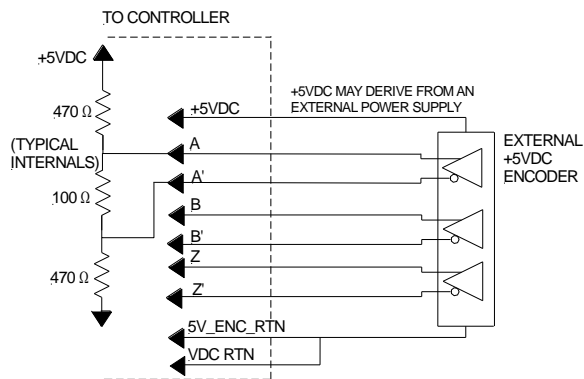 TO CONTROLLER
+5VDC
470 Ω
(TYPICAL
INTERNALS)
100 Ω
470 Ω
+5VDC MAY DERIVE FROM AN
EXTERNAL POWER SUPPLY
+5VDC
A
A'
B
B'
Z
Z'
5V_ENC_RTN
VDC RTN
EXTERNAL
+5VDC
ENCODER